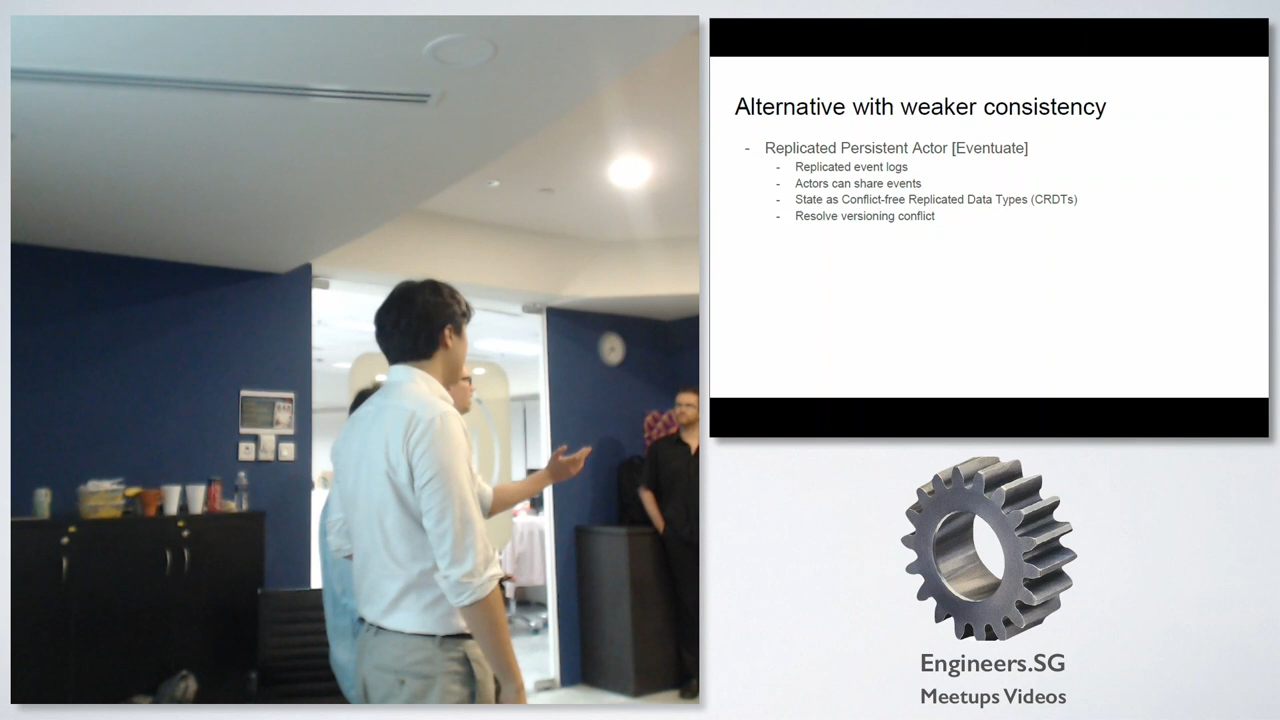 Alternative with weaker consistency
- Replicated Persistent Actor [Eventuate]
- Replicated event logs
- Actors can share events
- State as Conflict-free Replicated Data Types (CRDTs)
- Resolve versioning conflict
Engineers.SG
Meetups Videos